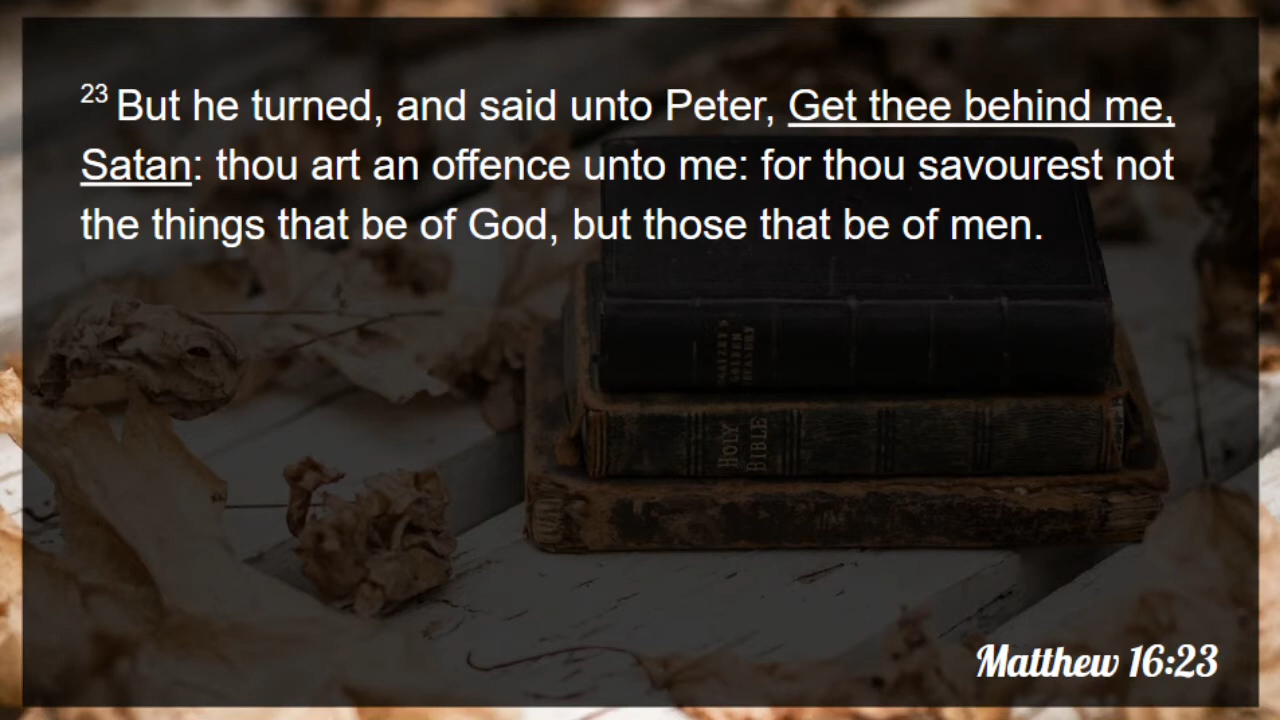 23 But he turned, and said unto Peter, Get thee behind me,
Satan: thou art an offence unto me: for thou savourest not
the things that be of God, but those that be of men.
GOLDEN
TREASURY
HOLY
BIBLE
Matthew 16:23